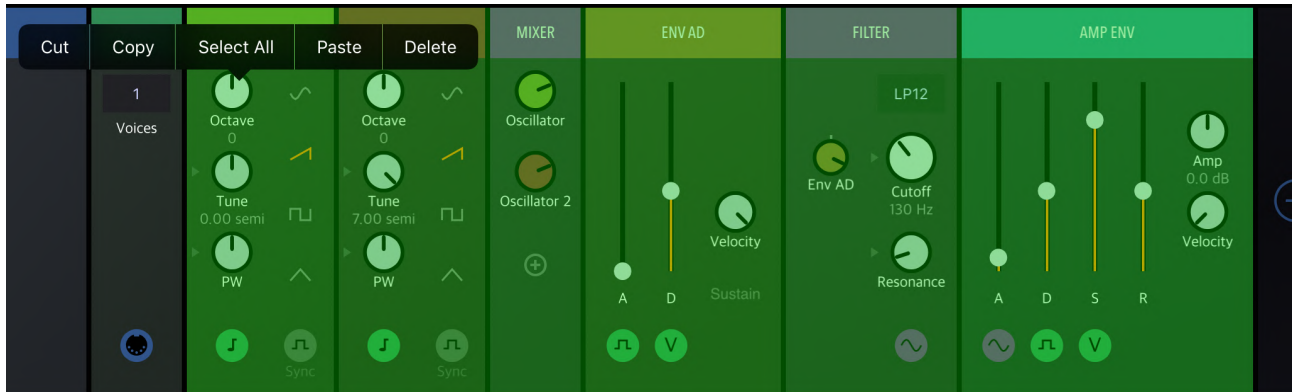 Cut Copy Select All Paste Delete
MIXER
ENV AD
FILTER
AMP ENV
1
Voices
Octave
0
Tune
0.00 semi
PW
Sync
Octave
0
Tune
7.00 semi
PW
Sync
Oscillator
Oscillator 2
A D
Velocity
Sustain
V
LP12
Env AD
Cutoff
130 Hz
Resonance
A D S R
V
Amp
0.0 dB
Velocity